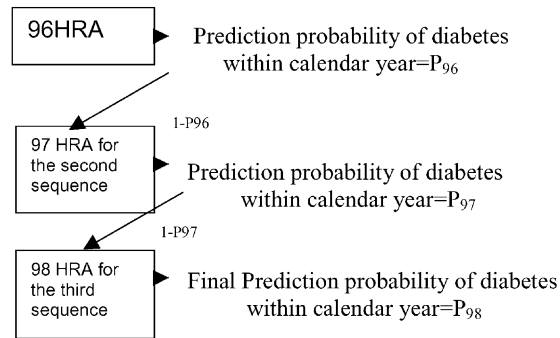 96HRA
Prediction probability of diabetes
within calendar year=P96
1-P96
97 HRA for
the second
sequence
Prediction probability of diabetes
within calendar year=P97
1-P97
98 HRA for
the third
sequence
Final Prediction probability of diabetes
within calendar year=P98